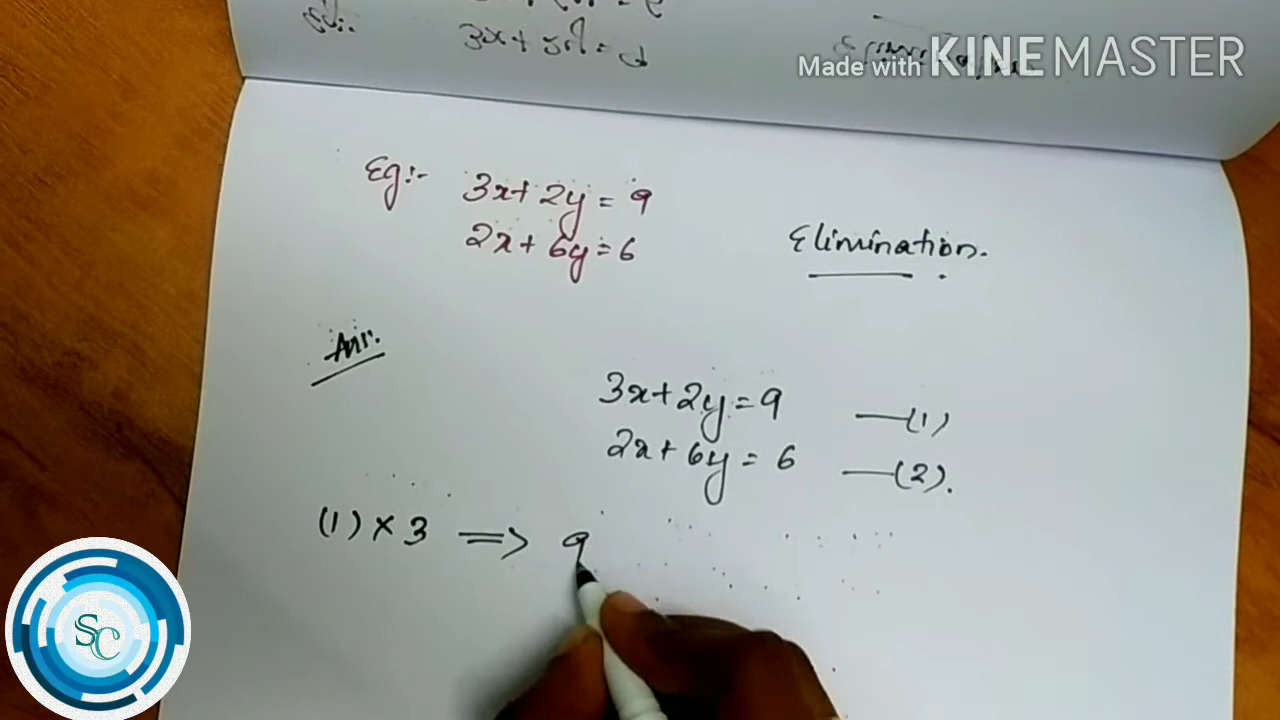 3x+
Made with KINEMASTER
Eg:- 3x+2y=9
2x+6y=6
Elimination.
Ans.
3x+2y=9 —(1)
2x+6y=6 —(2).
(1)×3 => 9
SC